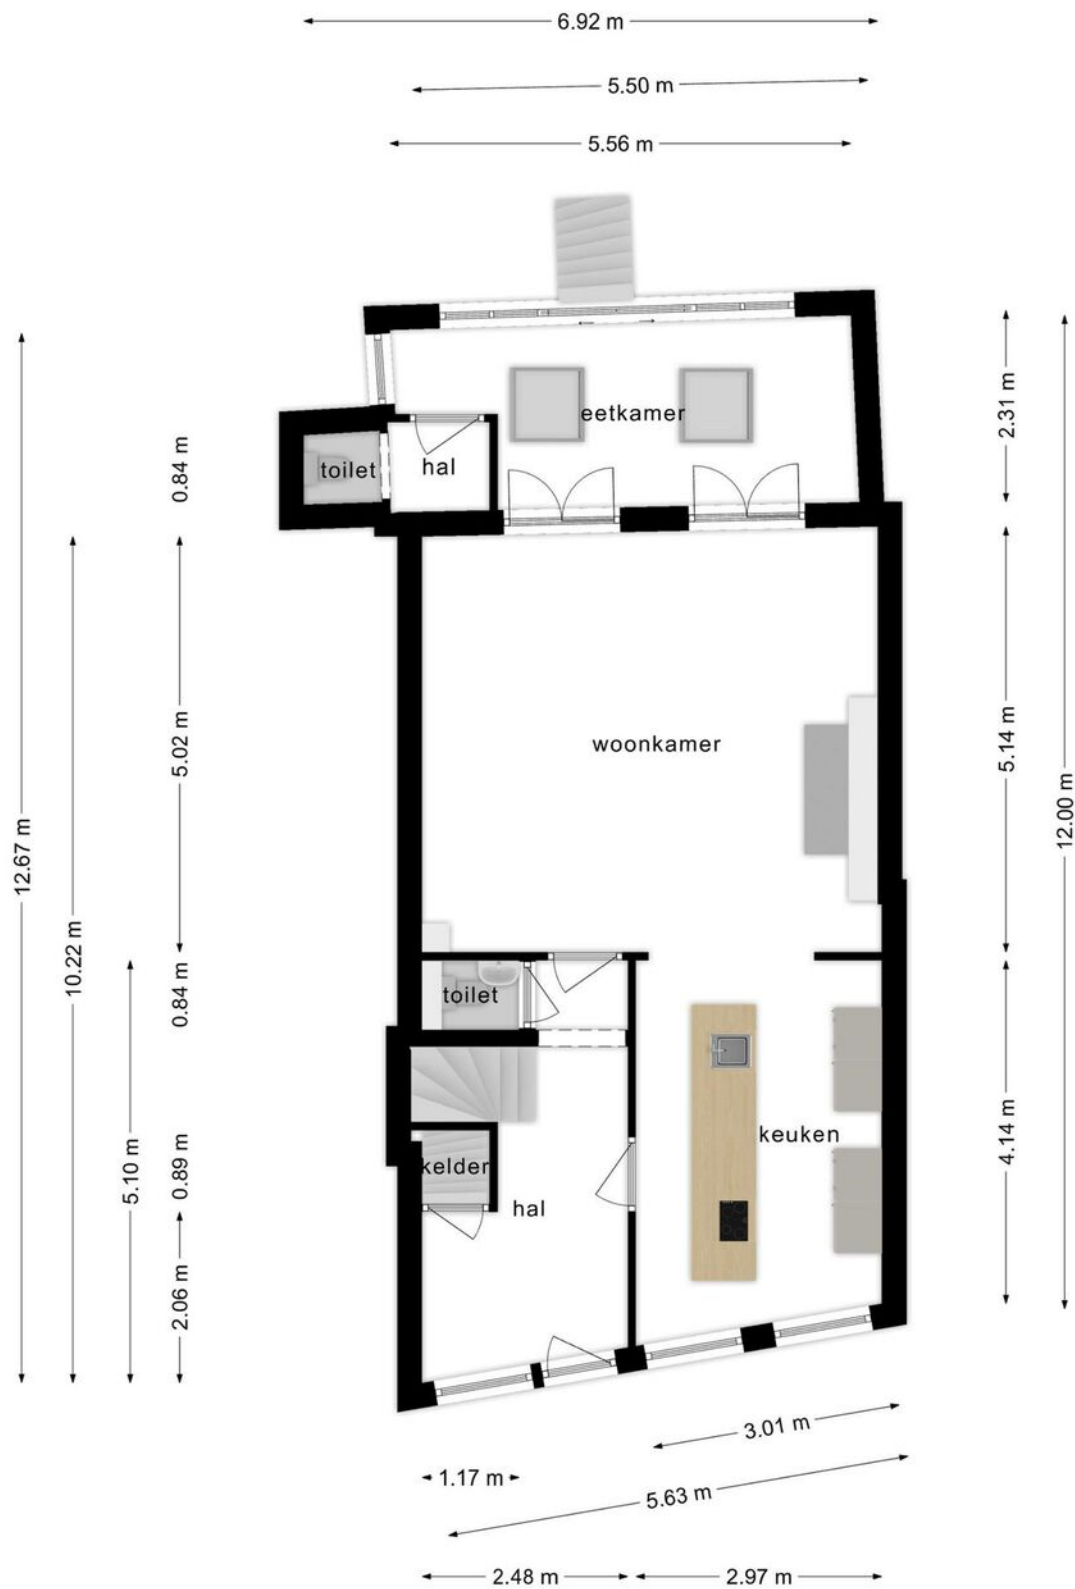 6.92 m
5.50 m
5.56 m
eetkamer
toilet
hal
0.84 m
2.31 m
woonkamer
5.02 m
5.14 m
12.00 m
12.67 m
10.22 m
toilet
0.84 m
keuken
4.14 m
kelder
0.89 m
5.10 m
hal
2.06 m
3.01 m
1.17 m
5.63 m
2.48 m
2.97 m